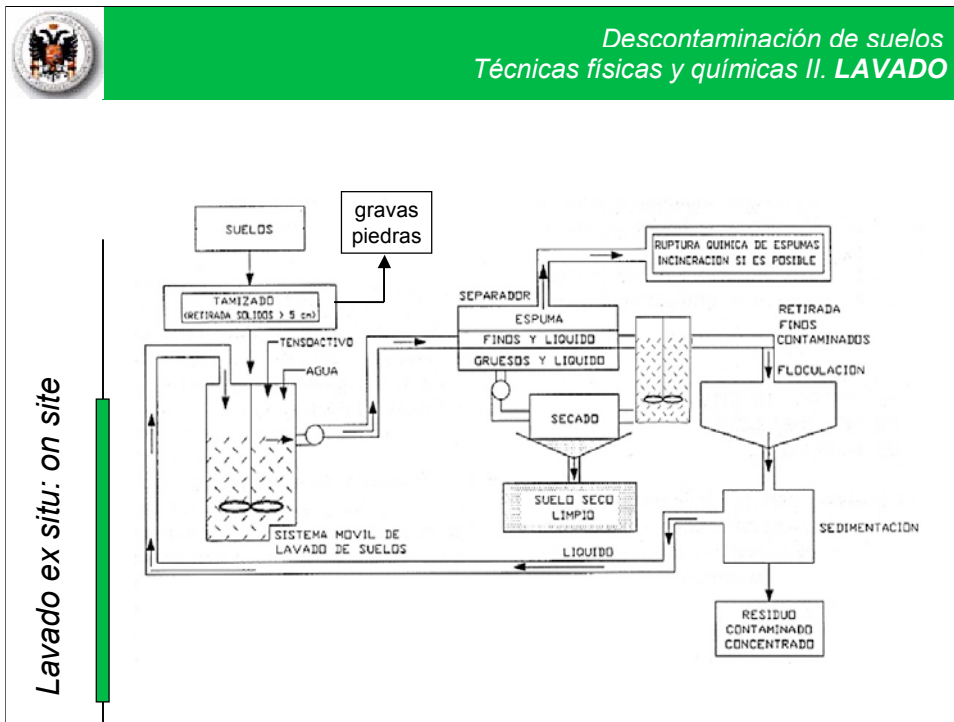 Descontaminación de suelos
Técnicas físicas y químicas II. LAVADO
Lavado ex situ: on site
SUELOS
gravas
piedras
TAMIZADO
(RETIRADA SOLIDOS > 5 cm)
TENSOACTIVO
AGUA
SISTEMA MOVIL DE
LAVADO DE SUELOS
SEPARADOR
ESPUMA
FINOS Y LIQUIDO
GRUESOS Y LIQUIDO
RUPTURA QUIMICA DE ESPUMAS
INCINERACION SI ES POSIBLE
RETIRADA
FINOS
CONTAMINADOS
FLOCULACION
SECADO
SUELO SECO
LIMPIO
LIQUIDO
SEDIMENTACION
RESIDUO
CONTAMINADO
CONCENTRADO